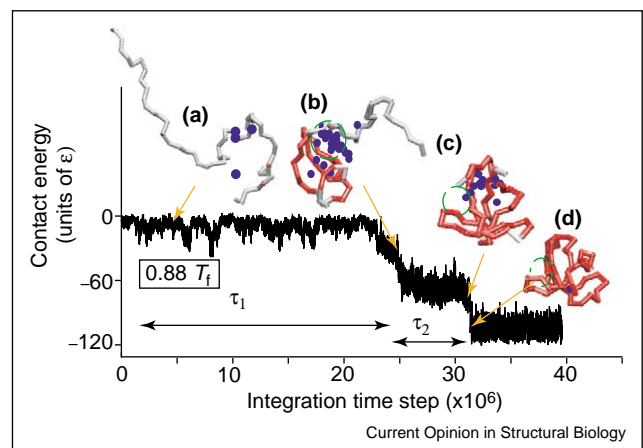 (a)
(b)
(c)
(d)
Contact energy
(units of ε)
0
−60
−120
0.88 Tf
τ1
τ2
0 10 20 30 40
Integration time step (x10⁶)
Current Opinion in Structural Biology